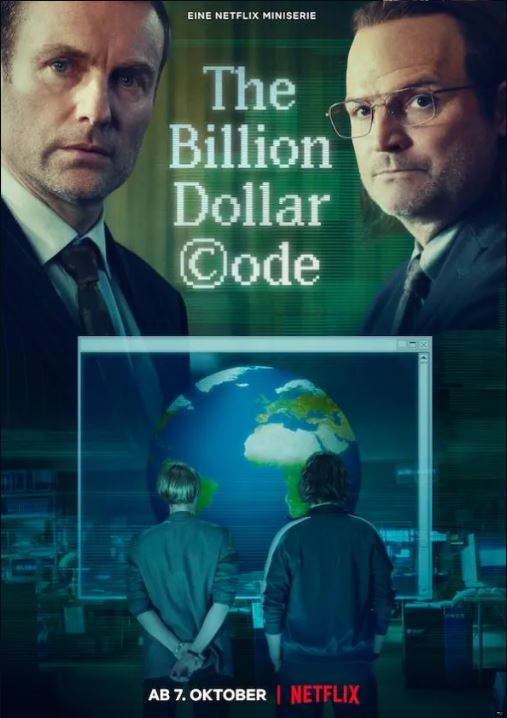 EINE NETFLIX MINISERIE
The
Billion
Dollar
©ode
AB 7. OKTOBER | NETFLIX